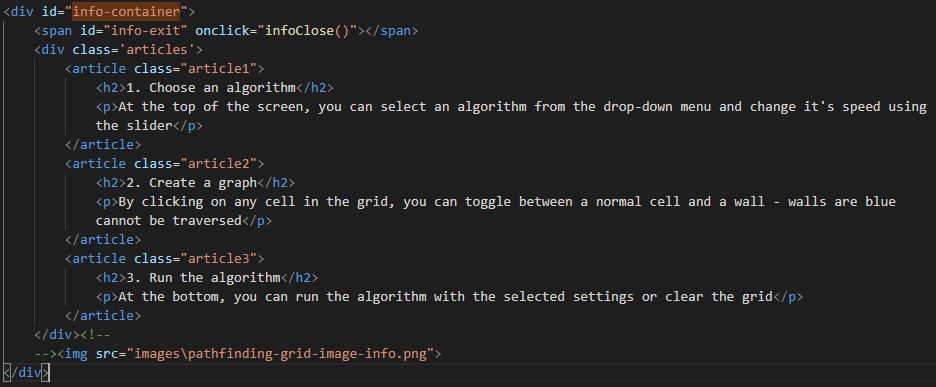 <div id="info-container">
<span id="info-exit" onclick="infoClose()"></span>
<div class='articles'>
<article class="article1">
<h2>1. Choose an algorithm</h2>
<p>At the top of the screen, you can select an algorithm from the drop-down menu and change it's speed using
the slider</p>
</article>
<article class="article2">
<h2>2. Create a graph</h2>
<p>By clicking on any cell in the grid, you can toggle between a normal cell and a wall - walls are blue
cannot be traversed</p>
</article>
<article class="article3">
<h2>3. Run the algorithm</h2>
<p>At the bottom, you can run the algorithm with the selected settings or clear the grid</p>
</article>
</div><!--
--><img src="images\pathfinding-grid-image-info.png">
</div>